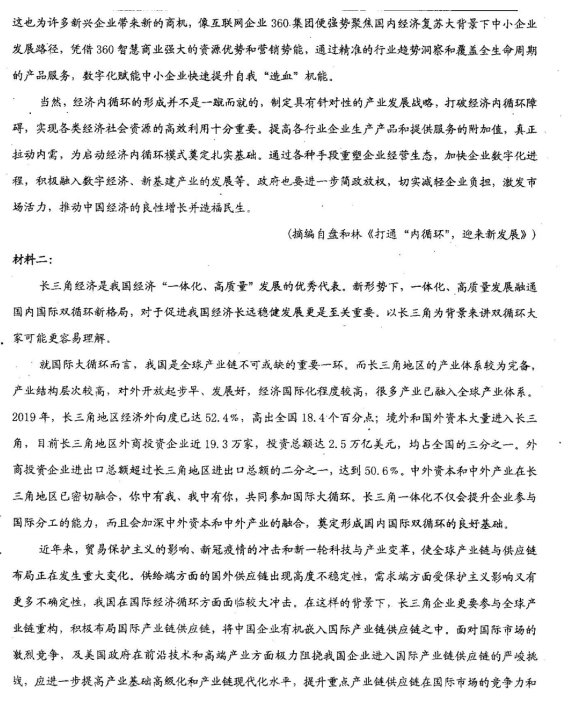 这也为许多新兴企业带来新的商机，像互联网企业 360 集团便强势聚焦国内经济复苏大背景下中小企业
发展路径，凭借 360 智慧商业强大的资源优势和营销势能，通过精准的行业趋势洞察和覆盖全生命周期
的产品服务，数字化赋能中小企业快速提升自我“造血”机能。
当然，经济内循环的形成并不是一蹴而就的，制定具有针对性的产业发展战略，打破经济内循环障
碍，实现各类经济社会资源的高效利用十分重要。提高各行业企业生产产品和提供服务的附加值，真正
拉动内需，为启动经济内循环模式奠定扎实基础。通过各种手段重塑企业经营生态，加快企业数字化进
程，积极融入数字经济、新基建产业的发展等。政府也要进一步简政放权，切实减轻企业负担，激发市
场活力，推动中国经济的良性增长并造福民生。
（摘编自盘和林《打通“内循环”，迎来新发展》）
材料二：
长三角经济是我国经济“一体化、高质量”发展的优秀代表。新形势下，一体化、高质量发展融通
国内国际双循环新格局，对于促进我国经济长远稳健发展更是至关重要。以长三角为背景来讲双循环大
家可能更容易理解。
就国际大循环而言，我国是全球产业链不可或缺的重要一环。而长三角地区的产业体系较为完备，
产业结构层次较高，对外开放起步早、发展好，经济国际化程度较高，很多产业已融入全球产业体系。
2019 年，长三角地区经济外向度已达 52.4%，高出全国 18.4 个百分点；境外和国外资本大量进入长三
角，目前长三角地区外商投资企业近 19.3 万家，投资总额达 2.5 万亿美元，均占全国的三分之一。外
商投资企业进出口总额超过长三角地区进出口总额的二分之一，达到 50.6%。中外资本和中外产业在长
三角地区已密切融合，你中有我、我中有你，共同参加国际大循环。长三角一体化不仅会提升企业参与
国际分工的能力，而且会加深中外资本和中外产业的融合，奠定形成国内国际双循环的良好基础。
近年来，贸易保护主义的影响、新冠疫情的冲击和新一轮科技与产业变革，使全球产业链与供应链
布局正在发生重大变化。供给端方面的国外供应链出现高度不稳定性，需求端方面受保护主义影响又有
更多不确定性，我国在国际经济循环方面面临较大冲击。在这样的背景下，长三角企业更要参与全球产
业链重构，积极布局国际产业链供应链，将中国企业有机嵌入国际产业链供应链之中。面对国际市场的
激烈竞争，及美国政府在前沿技术和高端产业方面极力阻挠我国企业进入国际产业链供应链的严峻挑
战，应进一步提高产业基础高级化和产业链现代化水平，提升重点产业链供应链在国际市场的竞争力和